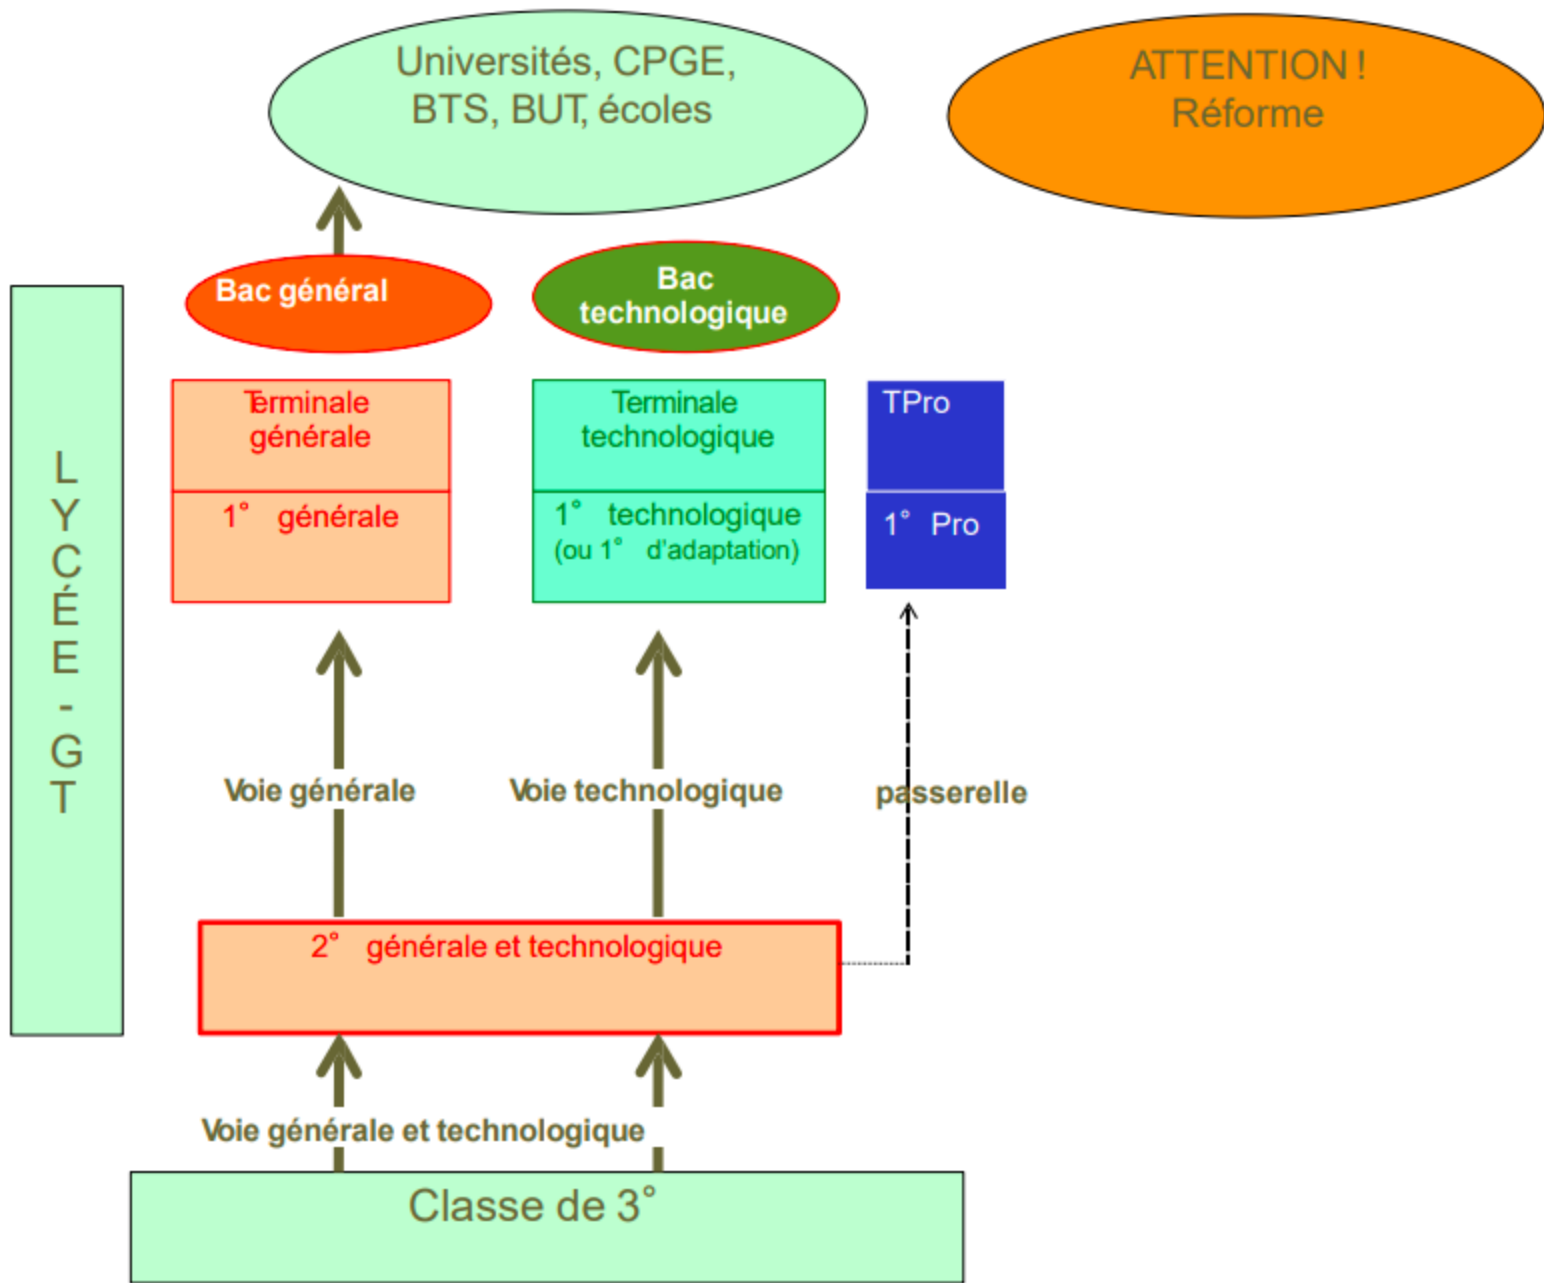 Universités, CPGE,
BTS, BUT, écoles
ATTENTION !
Réforme
Bac général
Bac
technologique
LYCÉE - GT
Terminale
générale
Terminale
technologique
TPro
1° générale
1° technologique
(ou 1° d'adaptation)
1° Pro
Voie générale
Voie technologique
passerelle
2° générale et technologique
Voie générale et technologique
Classe de 3°